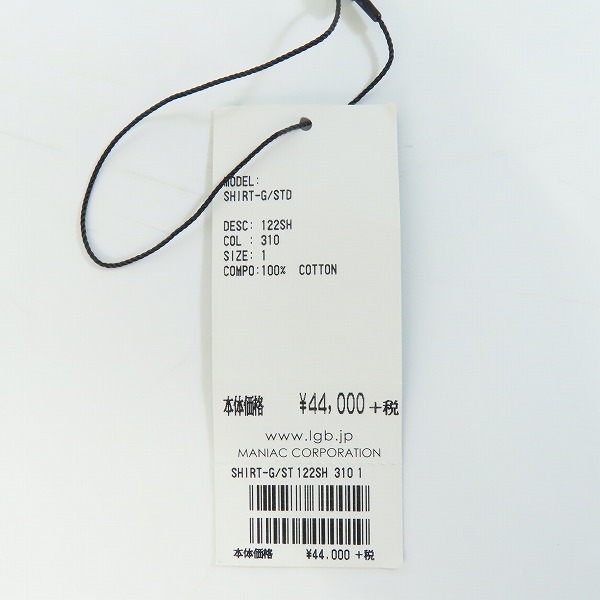 MODEL:
SHIRT-G/STD
DESC: 122SH
COL : 310
SIZE: 1
COMPO:100% COTTON
本体価格 ¥44,000 +税
www.lgb.jp
MANIAC CORPORATION
SHIRT-G/ST 122SH 310 1
本体価格 ¥44.000 +税